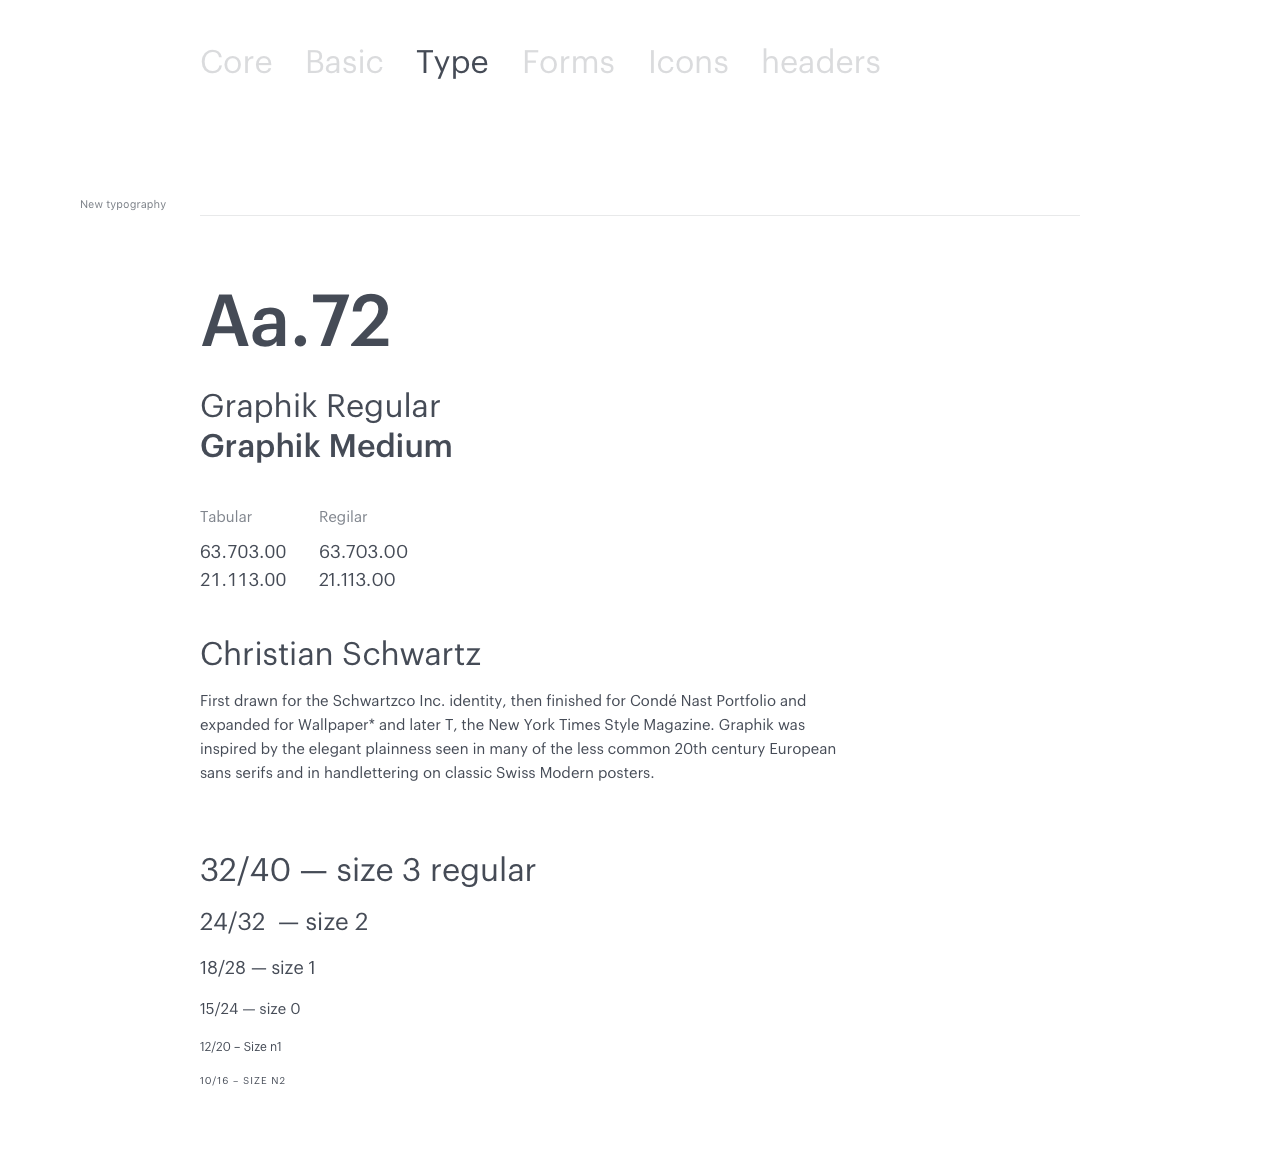 Core Basic Type Forms Icons headers
New typography
Aa.72
Graphik Regular
Graphik Medium
Tabular Regilar
63.703.00 63.703.00
21.113.00 21.113.00
Christian Schwartz
First drawn for the Schwartzco Inc. identity, then finished for Condé Nast Portfolio and
expanded for Wallpaper* and later T, the New York Times Style Magazine. Graphik was
inspired by the elegant plainness seen in many of the less common 20th century European
sans serifs and in handlettering on classic Swiss Modern posters.
32/40 — size 3 regular
24/32 — size 2
18/28 — size 1
15/24 — size 0
12/20 – Size n1
10/16 – SIZE N2